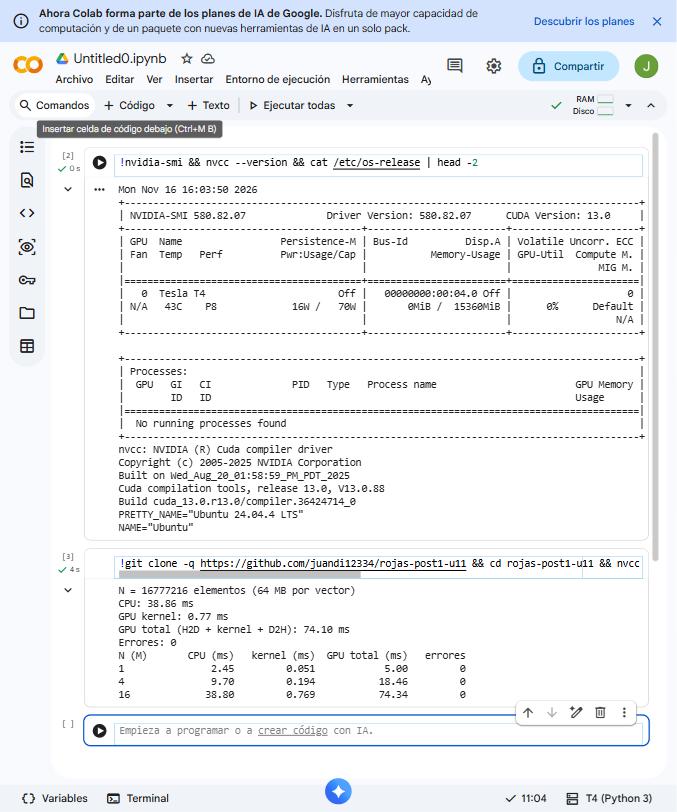 Ahora Colab forma parte de los planes de IA de Google. Disfruta de mayor capacidad de
computación y de un paquete con nuevas herramientas de IA en un solo pack.
Descubrir los planes
Untitled0.ipynb
Archivo Editar Ver Insertar Entorno de ejecución Herramientas Ay
Compartir
J
Comandos + Código + Texto Ejecutar todas
RAM
Disco
Insertar celda de código debajo (Ctrl+M B)
[2]
0 s
!nvidia-smi && nvcc --version && cat /etc/os-release | head -2
Mon Nov 16 16:03:50 2026
+-----------------------------------------------------------------------------------------+
| NVIDIA-SMI 580.82.07 Driver Version: 580.82.07 CUDA Version: 13.0 |
+-----------------------------------------+------------------------+----------------------+
| GPU Name Persistence-M | Bus-Id Disp.A | Volatile Uncorr. ECC |
| Fan Temp Perf Pwr:Usage/Cap | Memory-Usage | GPU-Util Compute M. |
| | | MIG M. |
|=========================================+========================+======================|
| 0 Tesla T4 Off | 00000000:00:04.0 Off | 0 |
| N/A 43C P8 16W / 70W | 0MiB / 15360MiB | 0% Default |
| | | N/A |
+-----------------------------------------+------------------------+----------------------+
+-----------------------------------------------------------------------------------------+
| Processes: |
| GPU GI CI PID Type Process name GPU Memory |
| ID ID Usage |
|=========================================================================================|
| No running processes found |
+-----------------------------------------------------------------------------------------+
nvcc: NVIDIA (R) Cuda compiler driver
Copyright (c) 2005-2025 NVIDIA Corporation
Built on Wed_Aug_20_01:58:59_PM_PDT_2025
Cuda compilation tools, release 13.0, V13.0.88
Build cuda_13.0.r13.0/compiler.36424714_0
PRETTY_NAME="Ubuntu 24.04.4 LTS"
NAME="Ubuntu"
[3]
4 s
!git clone -q https://github.com/juandi12334/rojas-post1-u11 && cd rojas-post1-u11 && nvcc
N = 16777216 elementos (64 MB por vector)
CPU: 38.86 ms
GPU kernel: 0.77 ms
GPU total (H2D + kernel + D2H): 74.10 ms
Errores: 0
N (M) CPU (ms) kernel (ms) GPU total (ms) errores
1 2.45 0.051 5.00 0
4 9.70 0.194 18.46 0
16 38.80 0.769 74.34 0
[ ]
Empieza a programar o a crear código con IA.
Variables Terminal 11:04 T4 (Python 3)